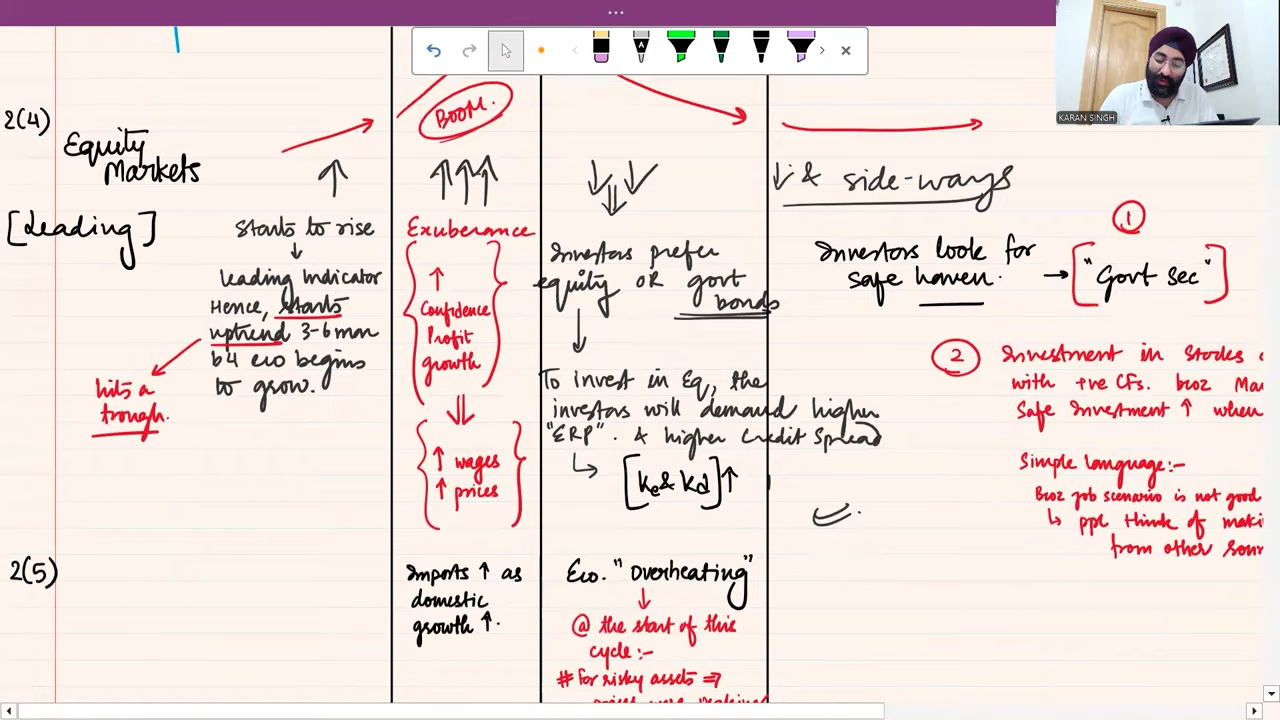 KARAN SINGH
2(4)
Equity
Markets
[Leading]
Starts to rise
Leading Indicator
Hence, starts
uptrend 3-6mon
b4 eco begins
to grow.
hits a
trough.
BOOM.
Exuberance
↑
Confidence
Profit
growth
↑ wages
↑ prices
Investors prefer
equity OR govt
bonds
To invest in Eq, the
investors will demand higher
"ERP". & higher Credit Spread
[Ke & Kd]↑
↓ & side-ways
Investors look for
safe haven. → ["Govt Sec"]
1
2 Investment in Stocks
with +ve CFs. bcoz
Safe Investment ↑ when
Simple language:-
Bcoz job scenario is not good
↳ ppl think of
from other
2(5)
Imports ↑ as
domestic
growth ↑.
Eco. "Overheating"
@ the start of this
cycle:-
# For risky assets ⇒